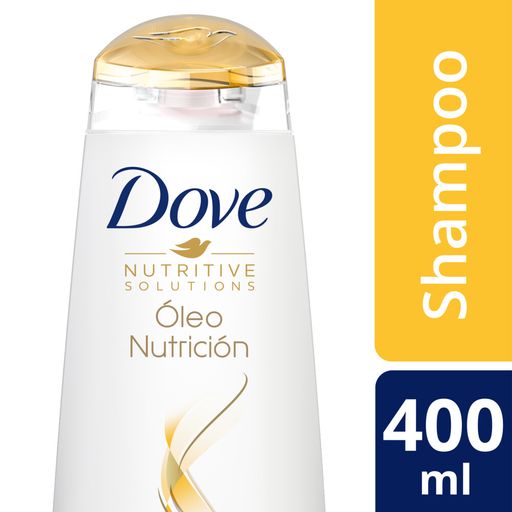 Dove
NUTRITIVE
SOLUTIONS
Óleo
Nutrición
Shampoo
400
ml